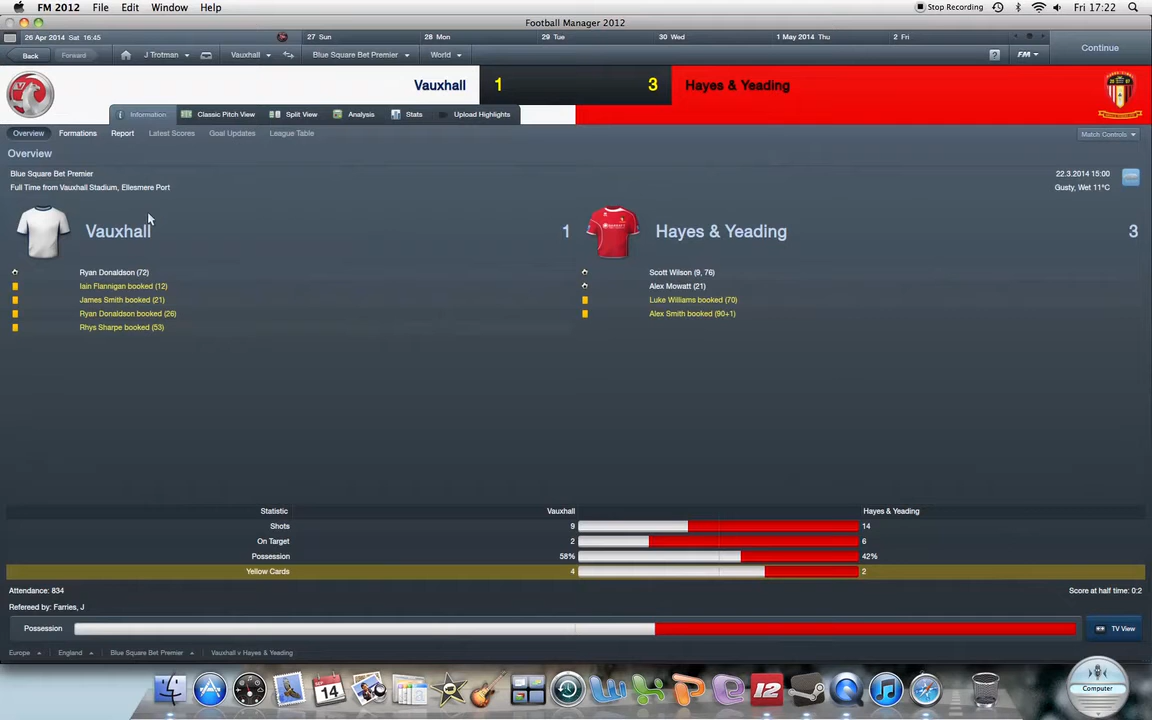 FM 2012 File Edit Window Help Stop Recording Fri 17:22
Football Manager 2012
26 Apr 2014 Sat 16:45 27 Sun 28 Mon 29 Tue 30 Wed 1 May 2014 Thu 2 Fri
Back Forward J Trotman Vauxhall Blue Square Bet Premier World ? FM Continue
Vauxhall 1 3 Hayes & Yeading
Information Classic Pitch View Split View Analysis Stats Upload Highlights
Overview Formations Report Latest Scores Goal Updates League Table Match Controls
Overview
Blue Square Bet Premier 22.3.2014 15:00
Full Time from Vauxhall Stadium, Ellesmere Port Gusty, Wet 11°C
Vauxhall 1 Hayes & Yeading 3
Ryan Donaldson (72) Scott Wilson (9, 76)
Iain Flannigan booked (12) Alex Mowatt (21)
James Smith booked (21) Luke Williams booked (70)
Ryan Donaldson booked (26) Alex Smith booked (90+1)
Rhys Sharpe booked (53)
Statistic Vauxhall Hayes & Yeading
Shots 9 14
On Target 2 6
Possession 58% 42%
Yellow Cards 4 2
Attendance: 834 Score at half time: 0:2
Refereed by: Farries, J
Possession TV View
Europe England Blue Square Bet Premier Vauxhall v Hayes & Yeading
SEP
14
12
Computer